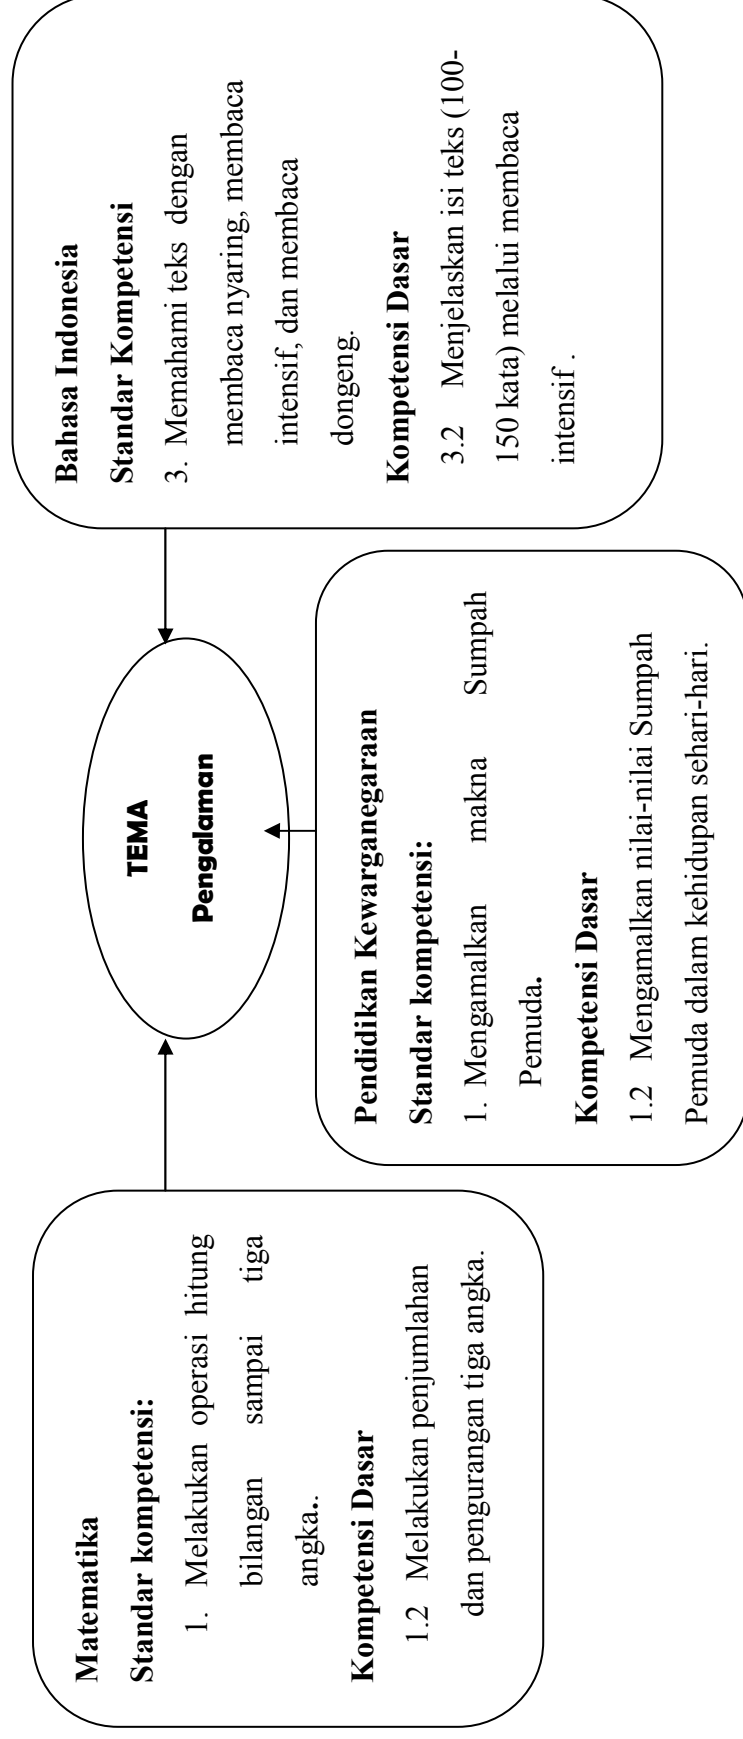 Matematika
Standar kompetensi:
1. Melakukan operasi hitung
bilangan sampai tiga
angka..
Kompetensi Dasar
1.2 Melakukan penjumlahan
dan pengurangan tiga angka.
TEMA
Pengalaman
Pendidikan Kewarganegaraan
Standar kompetensi:
1. Mengamalkan makna Sumpah
Pemuda.
Kompetensi Dasar
1.2 Mengamalkan nilai-nilai Sumpah
Pemuda dalam kehidupan sehari-hari.
Bahasa Indonesia
Standar Kompetensi
3. Memahami teks dengan
membaca nyaring, membaca
intensif, dan membaca
dongeng.
Kompetensi Dasar
3.2 Menjelaskan isi teks (100-
150 kata) melalui membaca
intensif .